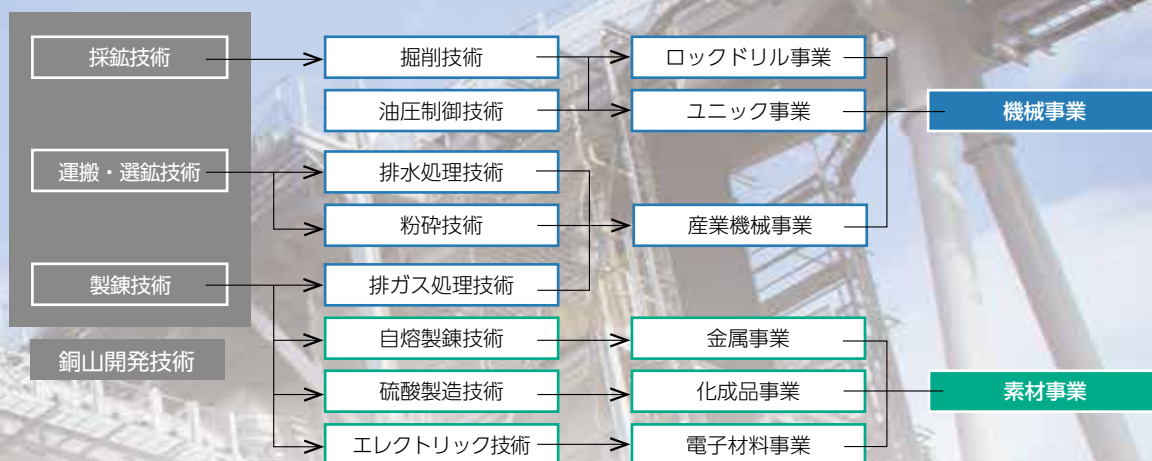 採鉱技術
掘削技術
ロックドリル事業
油圧制御技術
ユニック事業
機械事業
運搬・選鉱技術
排水処理技術
粉砕技術
産業機械事業
製錬技術
排ガス処理技術
自熔製錬技術
金属事業
銅山開発技術
硫酸製造技術
化成品事業
素材事業
エレクトリック技術
電子材料事業